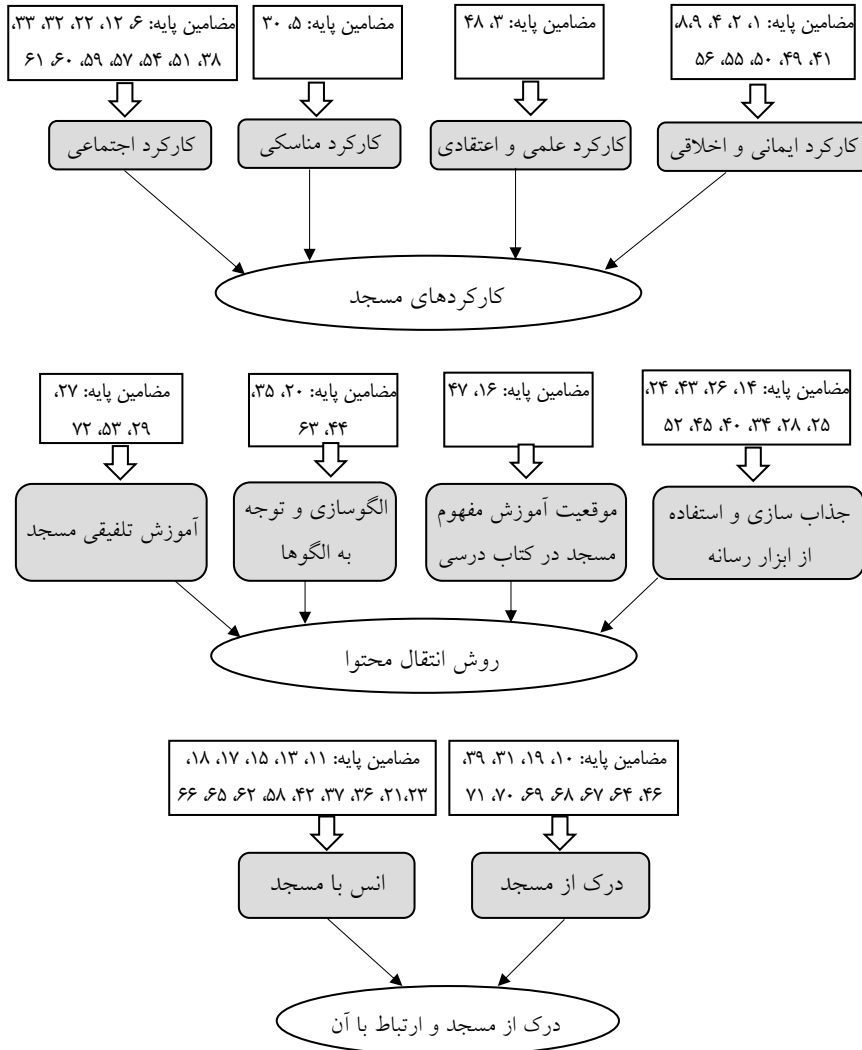 مضامین پایه: ۱، ۲، ۴، ۸،۹،
۴۱، ۴۹، ۵۰، ۵۵، ۵۶
مضامین پایه: ۳، ۴۸
مضامین پایه: ۵، ۳۰
مضامین پایه: ۶، ۱۲، ۲۲، ۳۲، ۳۳،
۳۸، ۵۱، ۵۴، ۵۷، ۵۹، ۶۰، ۶۱
کارکرد ایمانی و اخلاقی
کارکرد علمی و اعتقادی
کارکرد مناسکی
کارکرد اجتماعی
کارکردهای مسجد
مضامین پایه: ۱۴، ۲۶، ۴۳، ۲۴،
۲۵، ۲۸، ۳۴، ۴۰، ۴۵، ۵۲
مضامین پایه: ۱۶، ۴۷
مضامین پایه: ۲۰، ۳۵،
۴۴، ۶۳
مضامین پایه: ۲۷،
۲۹، ۵۳، ۷۲
جذاب سازی و استفاده
از ابزار رسانه
موقعیت آموزش مفهوم
مسجد در کتاب درسی
الگوسازی و توجه
به الگوها
آموزش تلفیقی مسجد
روش انتقال محتوا
مضامین پایه: ۱۰، ۱۹، ۳۱، ۳۹،
۴۶، ۶۴، ۶۷، ۶۸، ۶۹، ۷۰، ۷۱
مضامین پایه: ۱۱، ۱۳، ۱۵، ۱۷، ۱۸،
۲۱،۲۳، ۳۶، ۳۷، ۴۲، ۵۸، ۶۲، ۶۵، ۶۶
درک از مسجد
انس با مسجد
درک از مسجد و ارتباط با آن